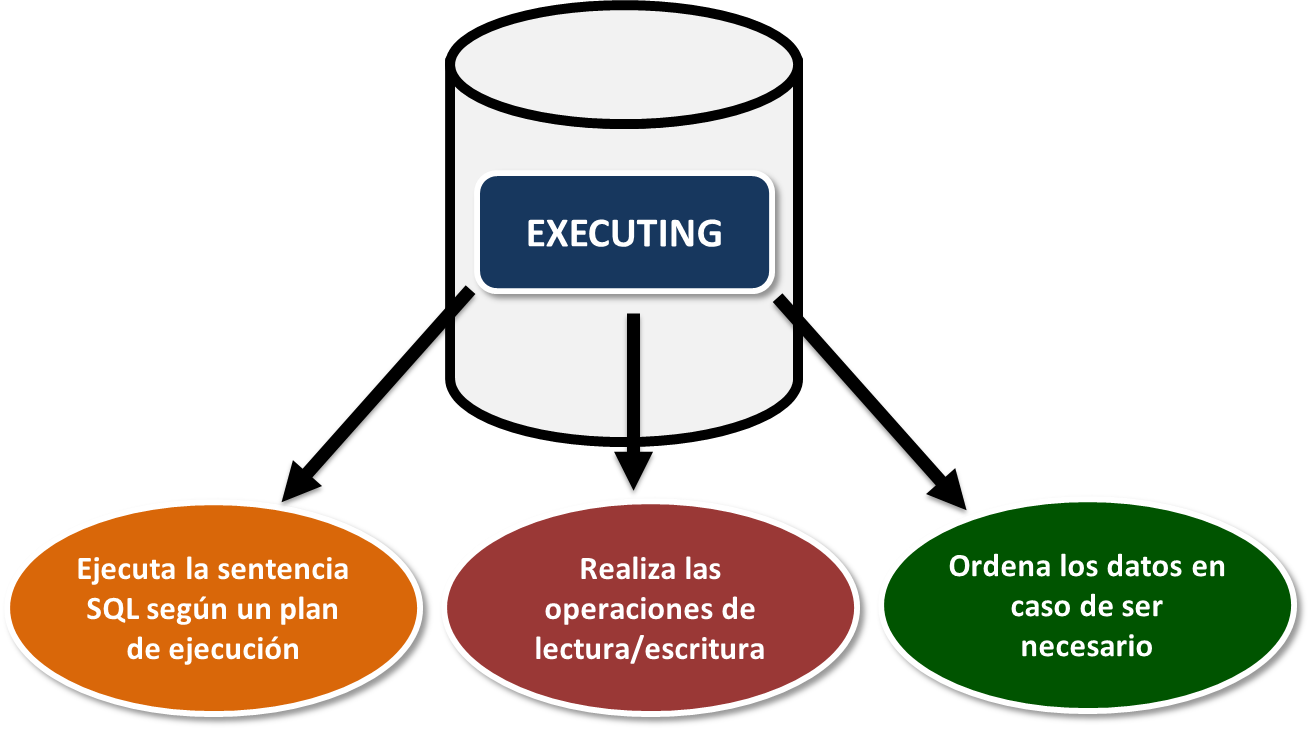 EXECUTING
Ejecuta la sentencia
SQL según un plan
de ejecución
Realiza las
operaciones de
lectura/escritura
Ordena los datos en
caso de ser
necesario